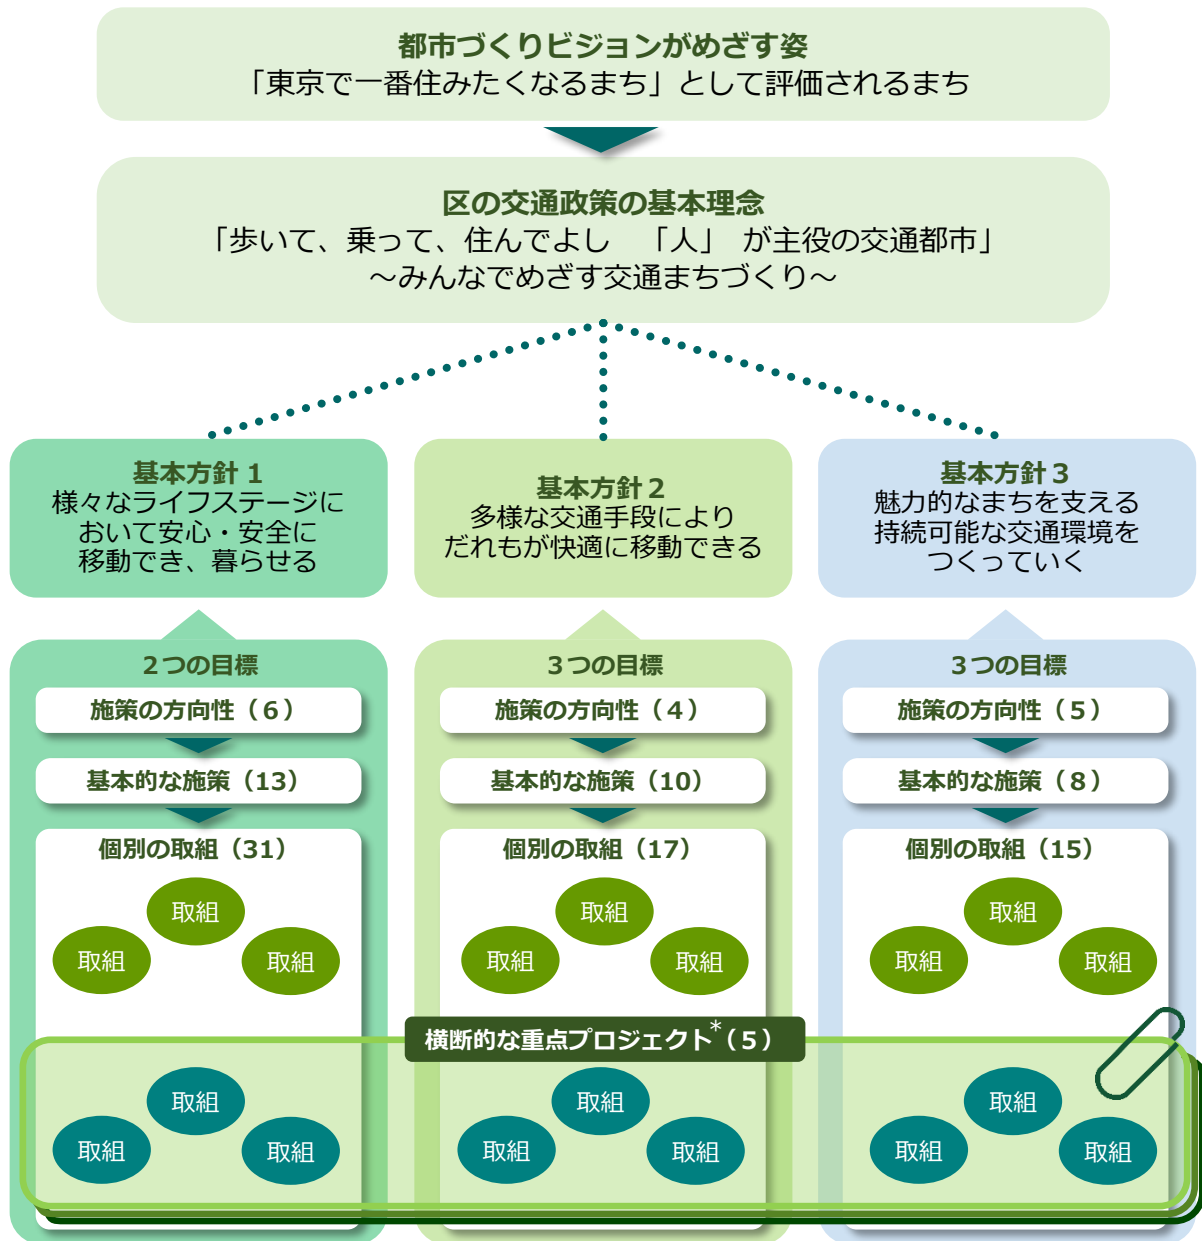 都市づくりビジョンがめざす姿
「東京で一番住みたくなるまち」として評価されるまち
区の交通政策の基本理念
「歩いて、乗って、住んでよし　「人」 が主役の交通都市」
～みんなでめざす交通まちづくり～
基本方針 1
様々なライフステージに
おいて安心・安全に
移動でき、暮らせる
基本方針２
多様な交通手段により
だれもが快適に移動できる
基本方針３
魅力的なまちを支える
持続可能な交通環境を
つくっていく
２つの目標
施策の方向性（６）
基本的な施策（13）
個別の取組（31）
取組
取組
取組
３つの目標
施策の方向性（４）
基本的な施策（10）
個別の取組（17）
取組
取組
取組
３つの目標
施策の方向性（５）
基本的な施策（８）
個別の取組（15）
取組
取組
取組
横断的な重点プロジェクト*（５）
取組
取組
取組
取組
取組
取組
取組
取組
取組